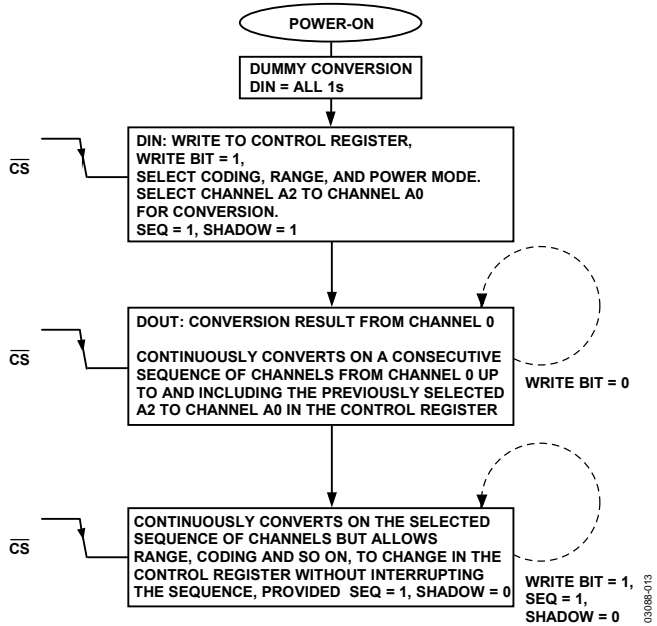 POWER-ON
DUMMY CONVERSION
DIN = ALL 1s
CS
DIN: WRITE TO CONTROL REGISTER,
WRITE BIT = 1,
SELECT CODING, RANGE, AND POWER MODE.
SELECT CHANNEL A2 TO CHANNEL A0
FOR CONVERSION.
SEQ = 1, SHADOW = 1
CS
DOUT: CONVERSION RESULT FROM CHANNEL 0
CONTINUOUSLY CONVERTS ON A CONSECUTIVE
SEQUENCE OF CHANNELS FROM CHANNEL 0 UP
TO AND INCLUDING THE PREVIOUSLY SELECTED
A2 TO CHANNEL A0 IN THE CONTROL REGISTER
WRITE BIT = 0
CS
CONTINUOUSLY CONVERTS ON THE SELECTED
SEQUENCE OF CHANNELS BUT ALLOWS
RANGE, CODING AND SO ON, TO CHANGE IN THE
CONTROL REGISTER WITHOUT INTERRUPTING
THE SEQUENCE, PROVIDED SEQ = 1, SHADOW = 0
WRITE BIT = 1,
SEQ = 1,
SHADOW = 0
03088-013